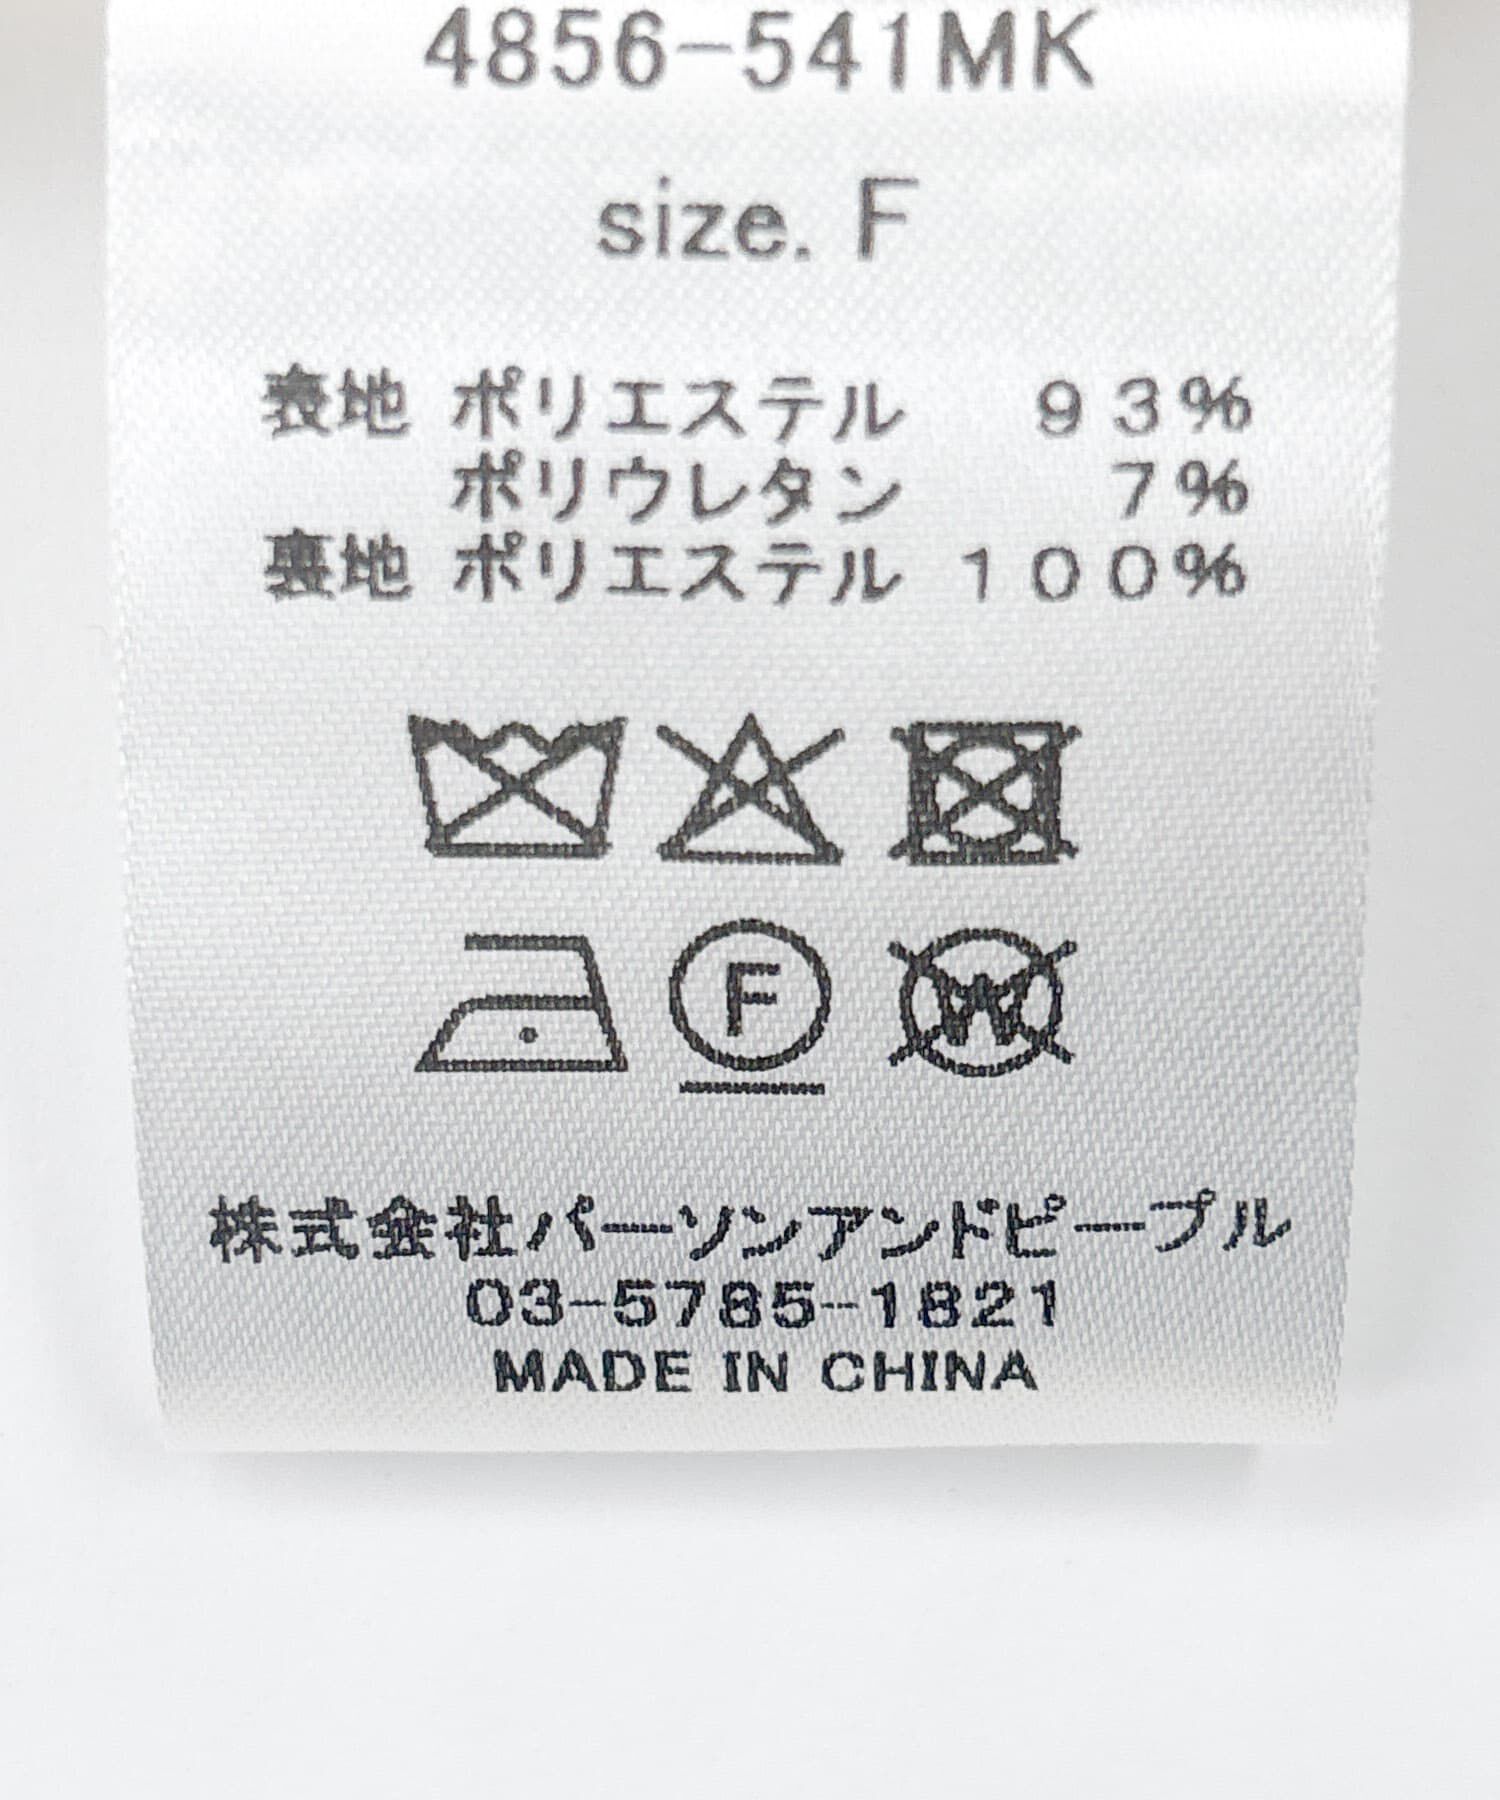 4856-541MK
size. F
表地 ポリエステル 93%
ポリウレタン 7%
裏地 ポリエステル 100%
F
W
株式会社パーソンアンドピープル
03-5785-1821
MADE IN CHINA